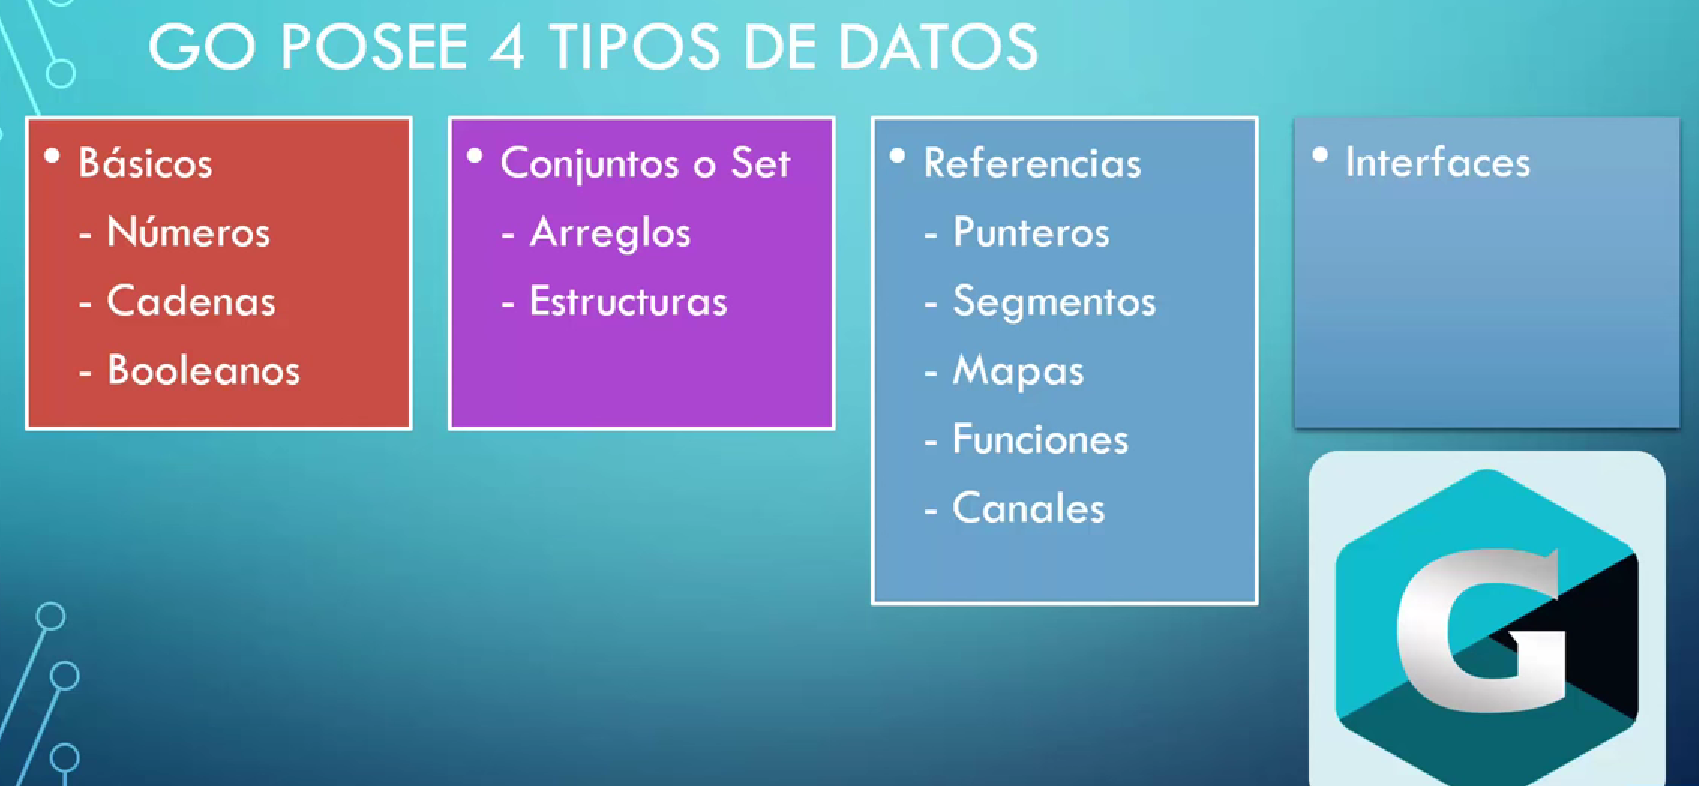 GO POSEE 4 TIPOS DE DATOS
• Básicos
- Números
- Cadenas
- Booleanos
• Conjuntos o Set
- Arreglos
- Estructuras
• Referencias
- Punteros
- Segmentos
- Mapas
- Funciones
- Canales
• Interfaces
G